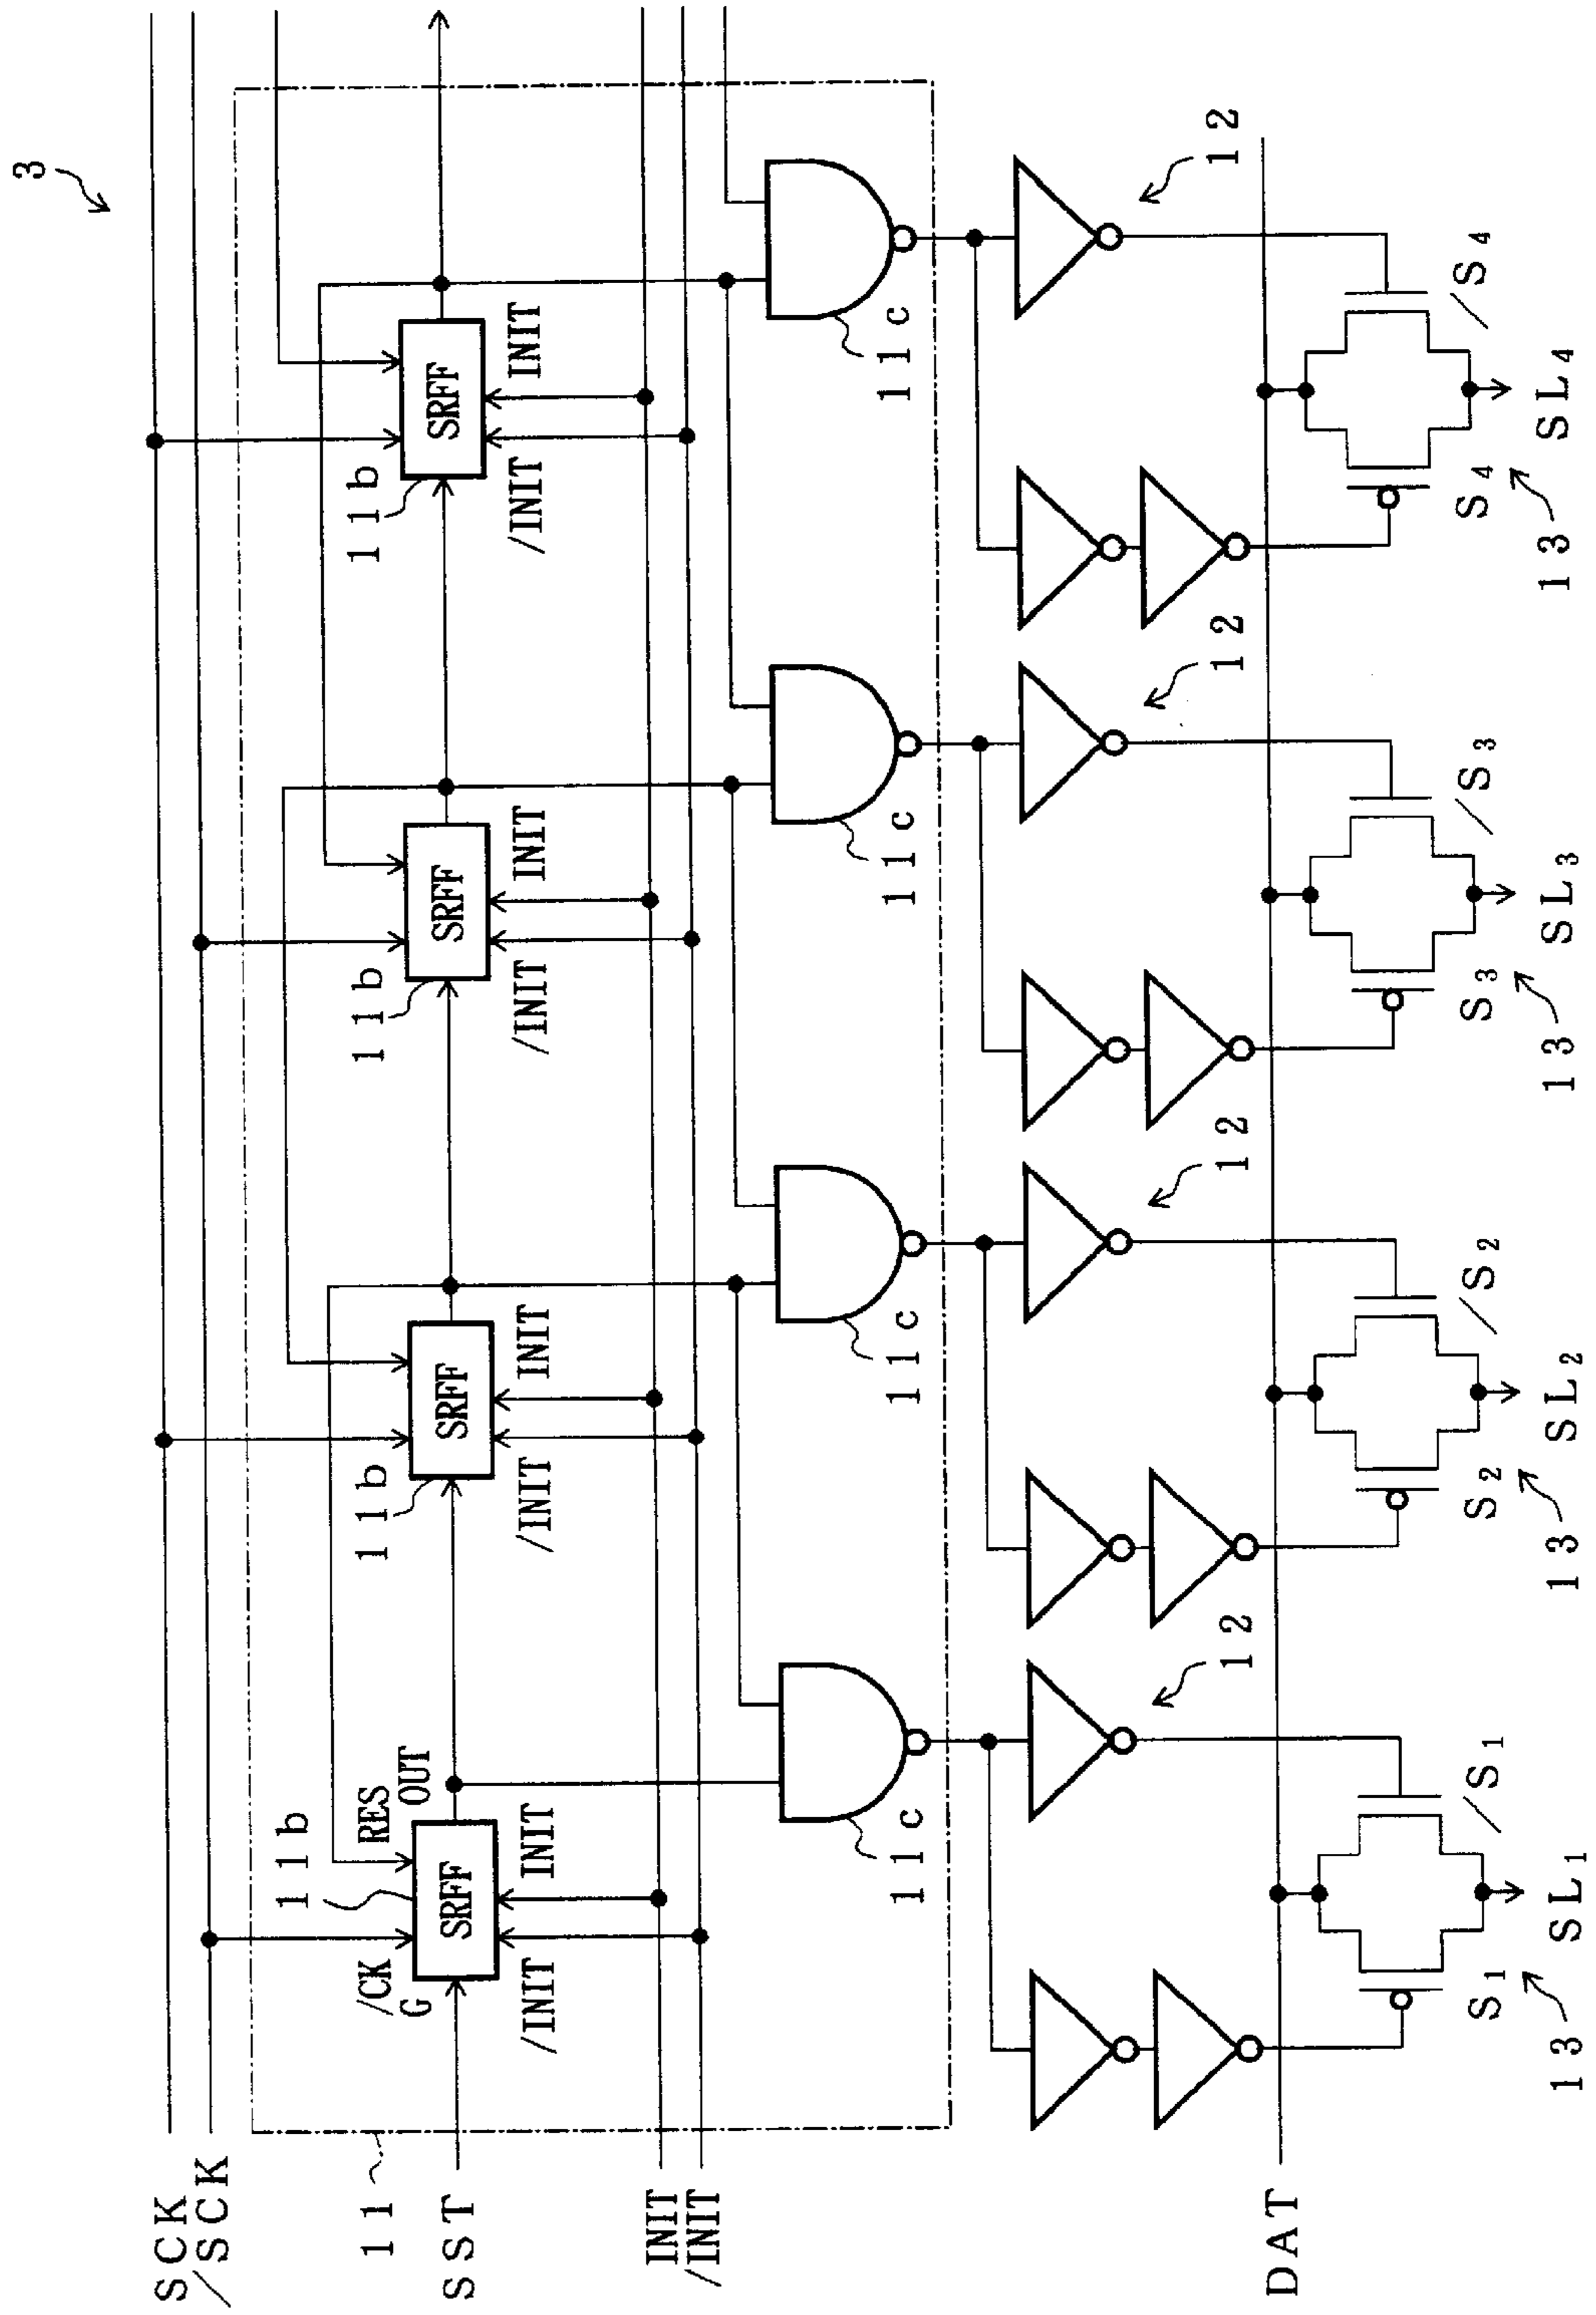 3
SCK
/SCK
11
SST
INIT
/INIT
DAT
/CK
G
11b
RES
OUT
SRFF
/INIT
INIT
11b
SRFF
/INIT
INIT
11b
SRFF
/INIT
INIT
11b
SRFF
/INIT
INIT
11c
11c
11c
11c
12
12
12
12
S1
/S1
13
SL1
S2
/S2
13
SL2
S3
/S3
13
SL3
S4
/S4
13
SL4